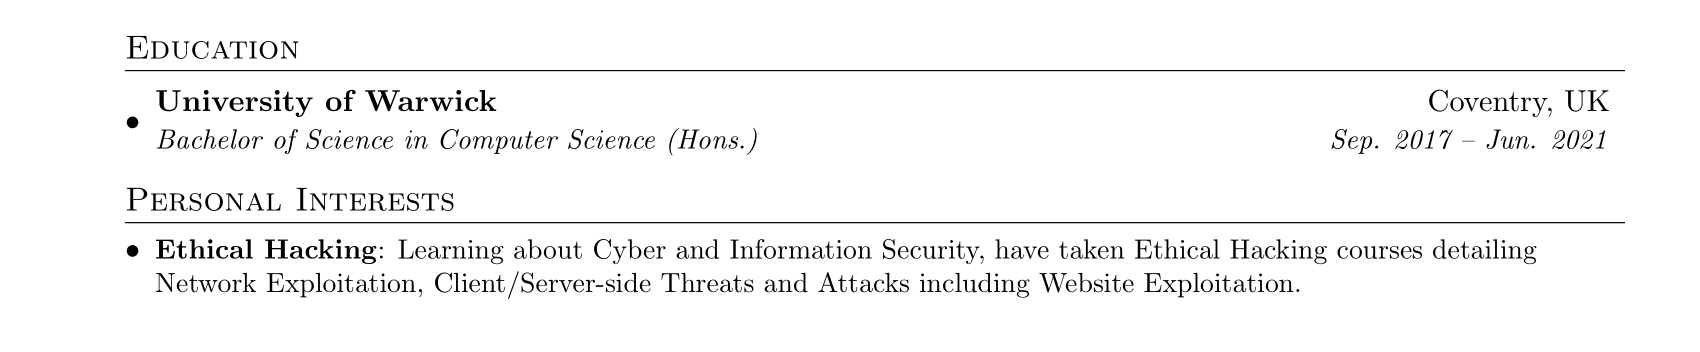 Education
University of Warwick Coventry, UK
• Bachelor of Science in Computer Science (Hons.) Sep. 2017 – Jun. 2021
Personal Interests
• Ethical Hacking: Learning about Cyber and Information Security, have taken Ethical Hacking courses detailing
Network Exploitation, Client/Server-side Threats and Attacks including Website Exploitation.